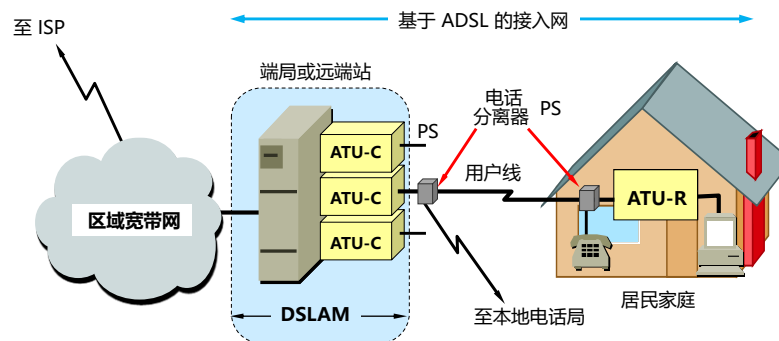 基于 ADSL 的接入网
至 ISP
端局或远端站
电话
分离器
PS
PS
ATU-C
ATU-C
ATU-C
用户线
ATU-R
区域宽带网
居民家庭
DSLAM
至本地电话局